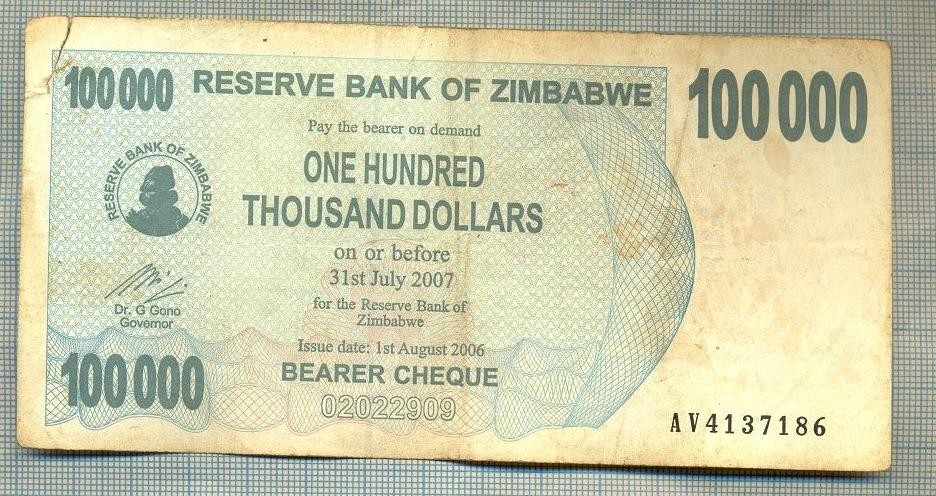 100 000 RESERVE BANK OF ZIMBABWE 100 000
Pay the bearer on demand
ONE HUNDRED
THOUSAND DOLLARS
RESERVE BANK OF ZIMBABWE
on or before
31st July 2007
for the Reserve Bank of
Zimbabwe
Dr. G Gono
Governor
Issue date: 1st August 2006
BEARER CHEQUE
100 000
02022909
AV4137186